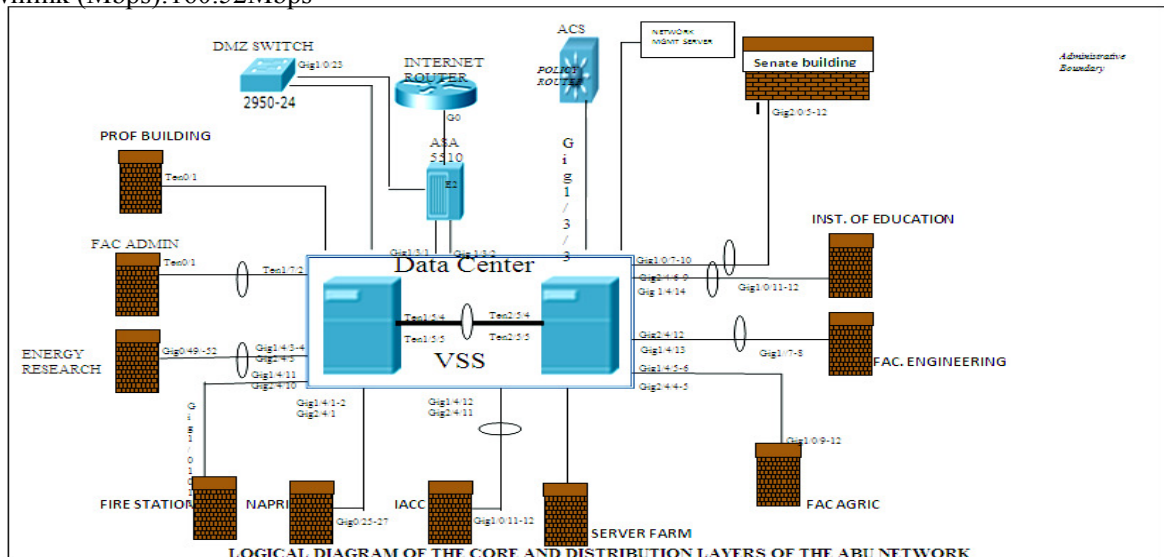 wnlink (Mbps):160.52Mbps
NETWORK
MGMT SERVER
ACS
DMZ SWITCH
Gig1/0/23
INTERNET
ROUTER
POLICY
ROUTER
Senate building
Administrative
Boundary
2950-24
G0
Gig2/0/5-12
PROF BUILDING
ASA
5510
E2
Gig1/3/3
Ten0/1
INST. OF EDUCATION
FAC ADMIN
Ten0/1
Ten1/7/2
Gig1/3/1
Gig1/3/2
Data Center
Gig1/0/7-10
Gig2/4/6-9
Gig 1/4/14
Gig1/0/11-12
Ten1/5/4
Ten2/5/4
Ten1/5/5
Ten2/5/5
VSS
ENERGY
RESEARCH
Gig0/49/-52
Gig1/4/3-4
Gig2/4/3
Gig1/4/11
Gig2/4/10
Gig2/4/12
Gig1/4/13
Gig1//7-8
FAC. ENGINEERING
Gig1/4/5-6
Gig2/4/4-5
Gig1/4/1-2
Gig2/4/1
Gig1/4/12
Gig2/4/11
Gig1/0/9-12
FIRE STATION
NAPRI
IACC
FAC AGRIC
Gig0/25-27
Gig1/0/11-12
SERVER FARM
LOGICAL DIAGRAM OF THE CORE AND DISTRIBUTION LAYERS OF THE ABU NETWORK